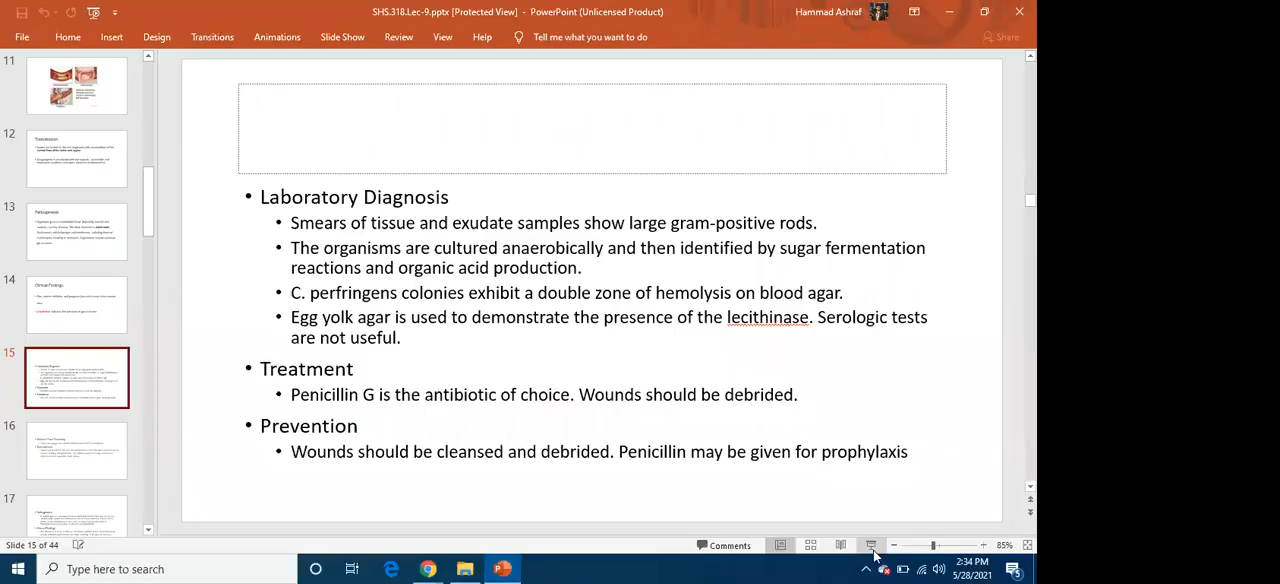 SHS.318.Lec-9.pptx [Protected View] - PowerPoint (Unlicensed Product)
Hammad Ashraf
File Home Insert Design Transitions Animations Slide Show Review View Help Tell me what you want to do
Share
11
12
Transmission
13
Pathogenesis
14
Clinical Findings
15
16
17
• Laboratory Diagnosis
• Smears of tissue and exudate samples show large gram-positive rods.
• The organisms are cultured anaerobically and then identified by sugar fermentation
reactions and organic acid production.
• C. perfringens colonies exhibit a double zone of hemolysis on blood agar.
• Egg yolk agar is used to demonstrate the presence of the lecithinase. Serologic tests
are not useful.
• Treatment
• Penicillin G is the antibiotic of choice. Wounds should be debrided.
• Prevention
• Wounds should be cleansed and debrided. Penicillin may be given for prophylaxis
Slide 15 of 44
Comments
85%
Type here to search
2:34 PM
5/28/2021
5